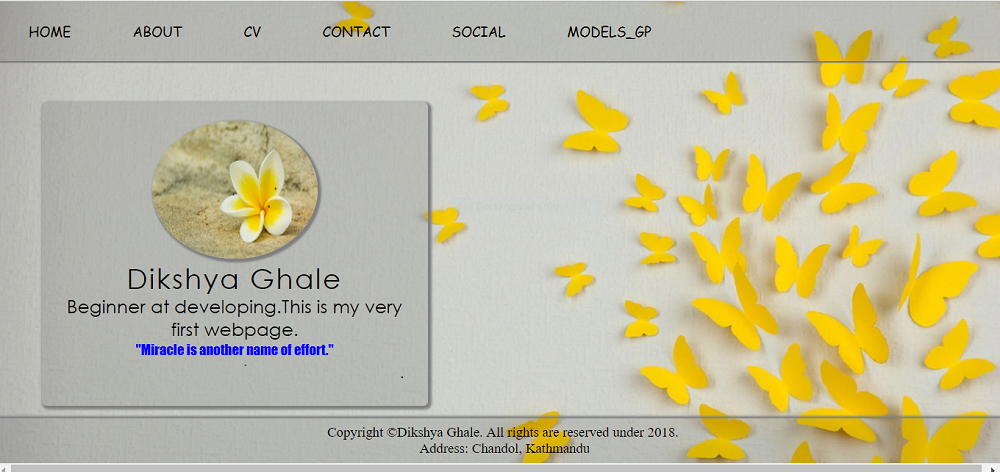 HOME ABOUT CV CONTACT SOCIAL MODELS_GP
Dikshya Ghale
Beginner at developing.This is my very
first webpage.
"Miracle is another name of effort."
.
.
Copyright ©Dikshya Ghale. All rights are reserved under 2018.
Address: Chandol, Kathmandu